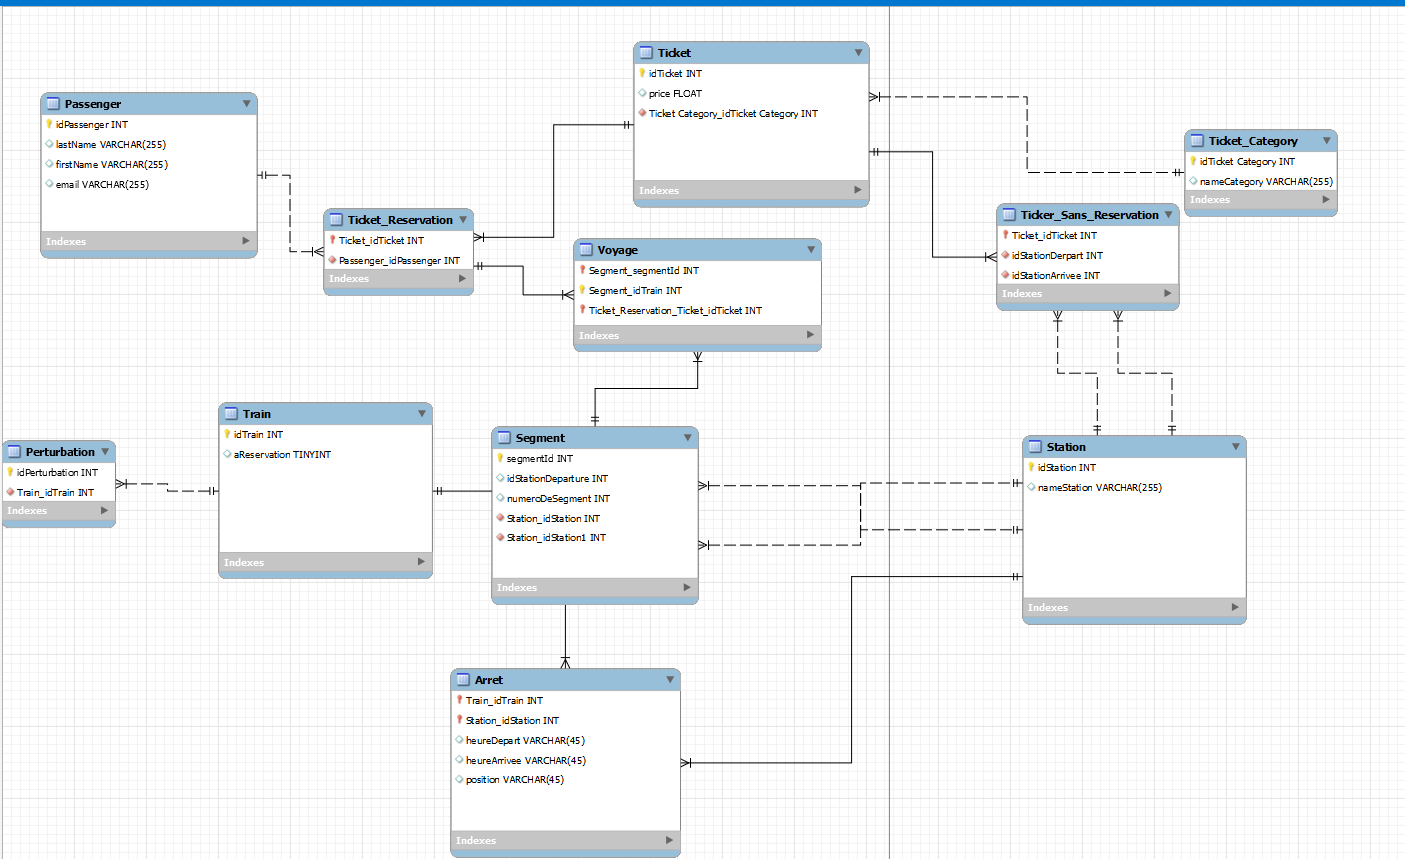 Passenger
idPassenger INT
lastName VARCHAR(255)
firstName VARCHAR(255)
email VARCHAR(255)
Indexes
Ticket
idTicket INT
price FLOAT
Ticket Category_idTicket Category INT
Indexes
Ticket_Category
idTicket Category INT
nameCategory VARCHAR(255)
Indexes
Ticket_Reservation
Ticket_idTicket INT
Passenger_idPassenger INT
Indexes
Voyage
Segment_segmentId INT
Segment_idTrain INT
Ticket_Reservation_Ticket_idTicket INT
Indexes
Ticker_Sans_Reservation
Ticket_idTicket INT
idStationDerpart INT
idStationArrivee INT
Indexes
Perturbation
idPerturbation INT
Train_idTrain INT
Indexes
Train
idTrain INT
aReservation TINYINT
Indexes
Segment
segmentId INT
idStationDeparture INT
numeroDeSegment INT
Station_idStation INT
Station_idStation1 INT
Indexes
Station
idStation INT
nameStation VARCHAR(255)
Indexes
Arret
Train_idTrain INT
Station_idStation INT
heureDepart VARCHAR(45)
heureArrivee VARCHAR(45)
position VARCHAR(45)
Indexes